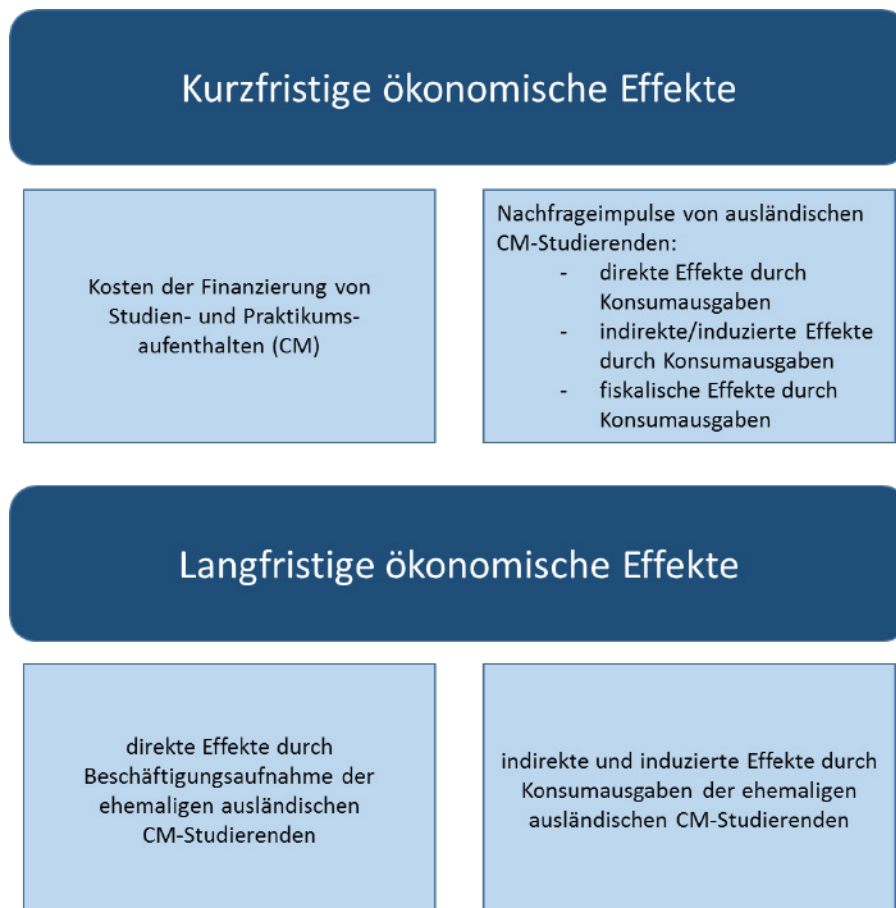 Kurzfristige ökonomische Effekte
Kosten der Finanzierung von
Studien- und Praktikums-
aufenthalten (CM)
Nachfrageimpulse von ausländischen
CM-Studierenden:
- direkte Effekte durch
Konsumausgaben
- indirekte/induzierte Effekte
durch Konsumausgaben
- fiskalische Effekte durch
Konsumausgaben
Langfristige ökonomische Effekte
direkte Effekte durch
Beschäftigungsaufnahme der
ehemaligen ausländischen
CM-Studierenden
indirekte und induzierte Effekte durch
Konsumausgaben der ehemaligen
ausländischen CM-Studierenden